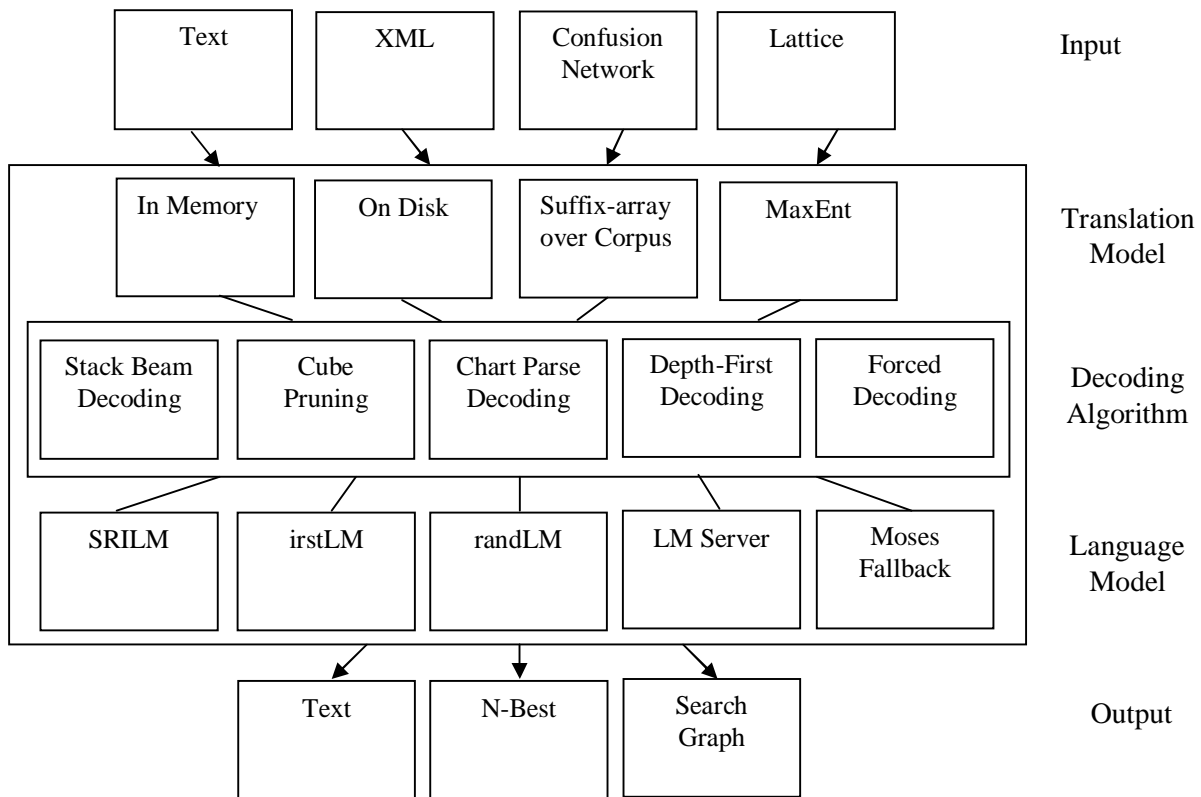 Text
XML
Confusion
Network
Lattice
Input
In Memory
On Disk
Suffix-array
over Corpus
MaxEnt
Translation
Model
Stack Beam
Decoding
Cube
Pruning
Chart Parse
Decoding
Depth-First
Decoding
Forced
Decoding
Decoding
Algorithm
SRILM
irstLM
randLM
LM Server
Moses
Fallback
Language
Model
Text
N-Best
Search
Graph
Output